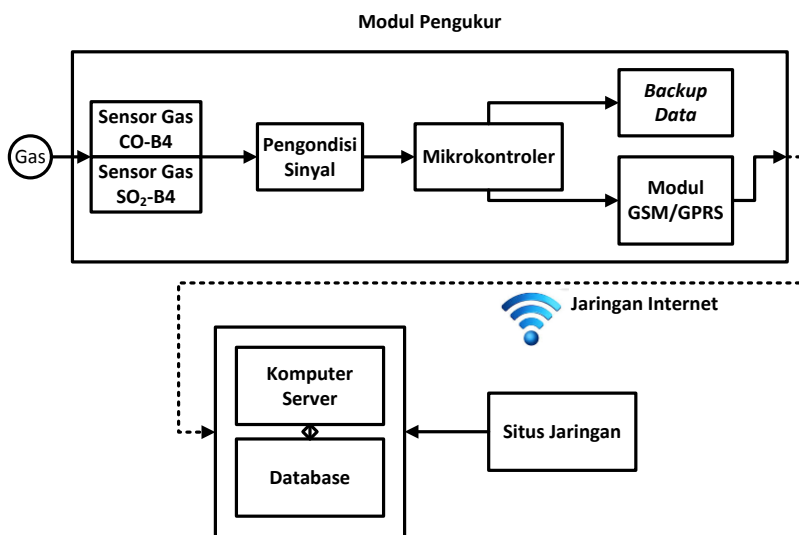 Modul Pengukur
Gas
Sensor Gas
CO-B4
Sensor Gas
SO₂-B4
Pengondisi
Sinyal
Mikrokontroler
Backup
Data
Modul
GSM/GPRS
Jaringan Internet
Komputer
Server
Database
Situs Jaringan